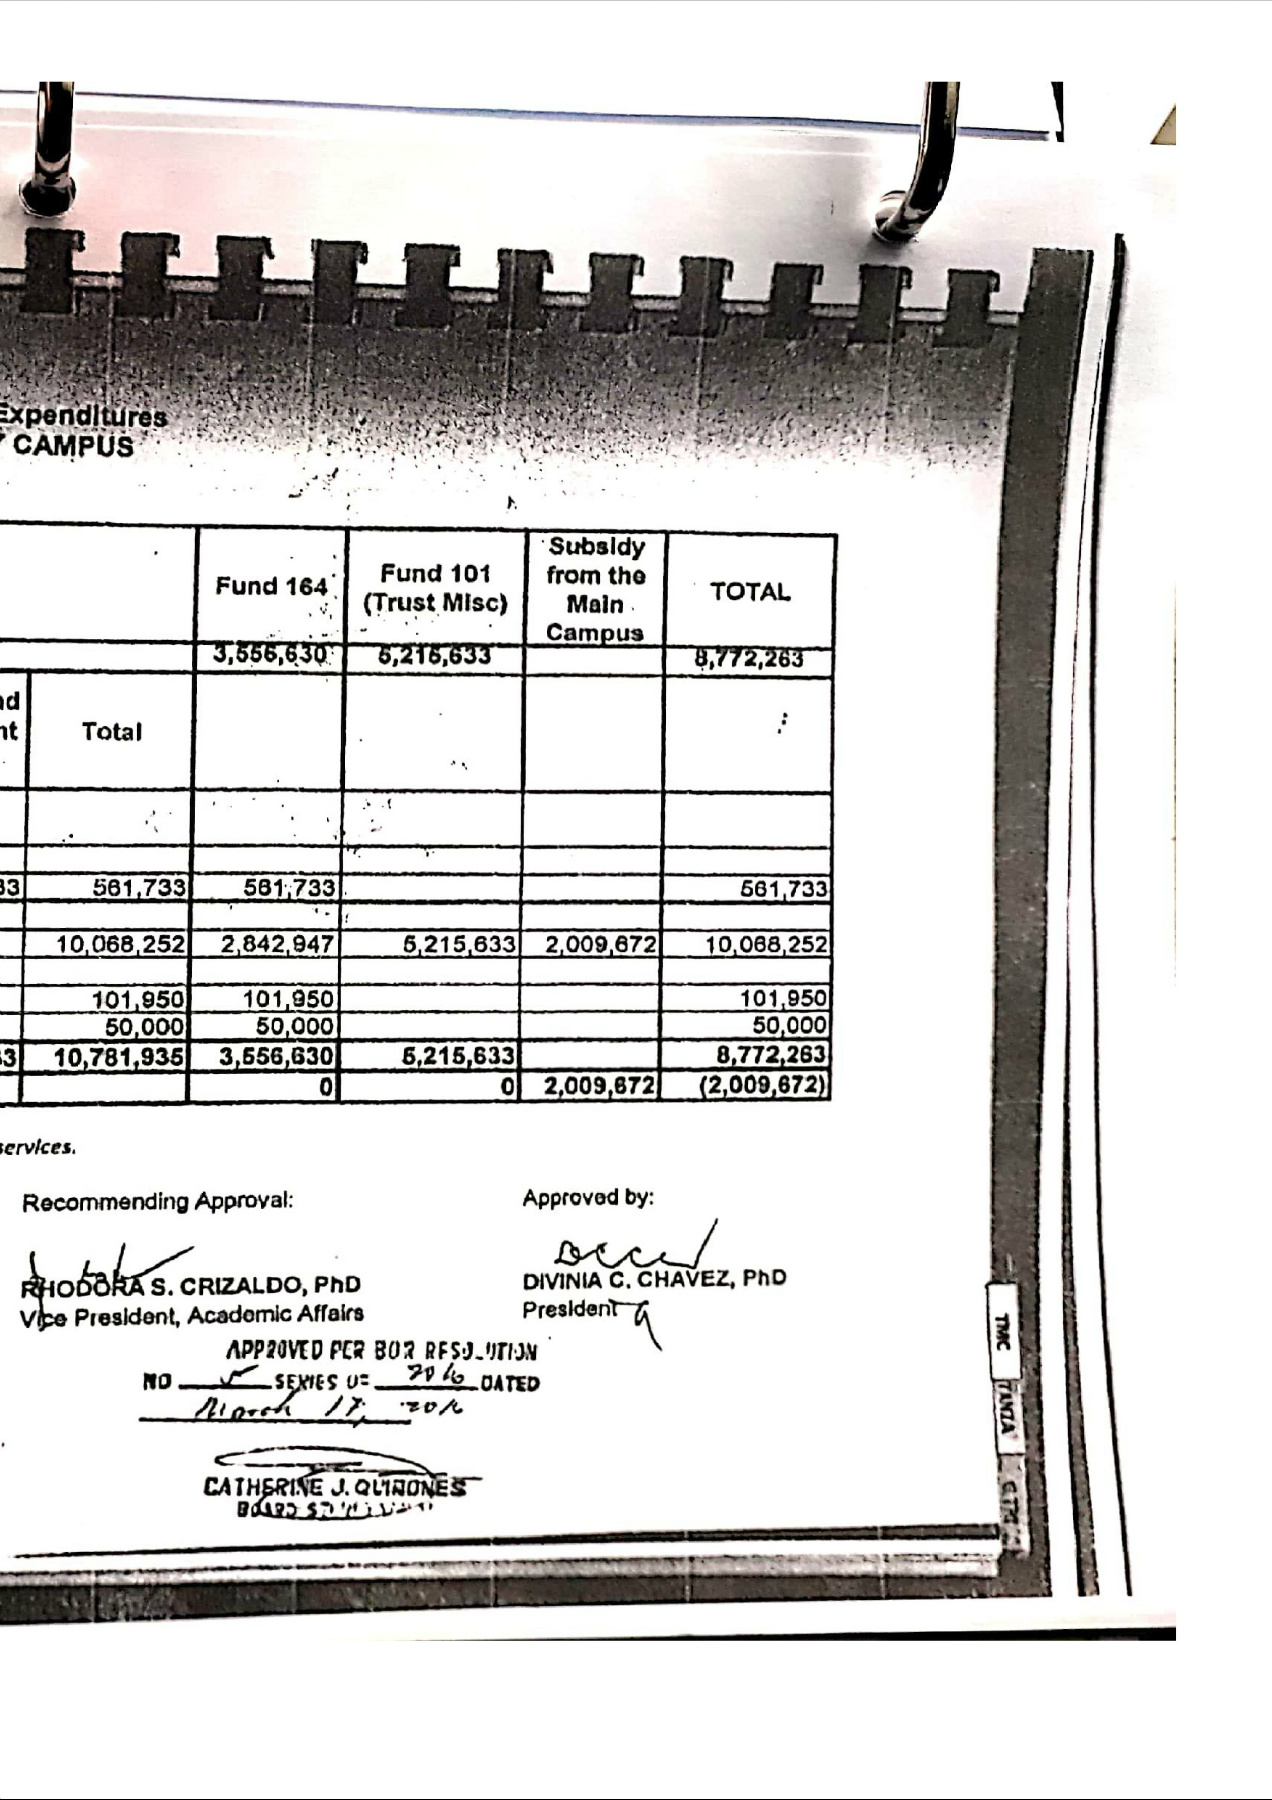 Expenditures
CAMPUS
Fund 164
Fund 101
(Trust Misc)
Subsidy
from the
Main
Campus
TOTAL
3,556,630 5,215,633 8,772,263
nd
nt
Total
33 561,733 561,733 561,733
10,068,252 2,842,947 5,215,633 2,009,672 10,068,252
101,950 101,950 101,950
50,000 50,000 50,000
53 10,781,935 3,556,630 5,215,633 8,772,263
0 0 2,009,672 (2,009,672)
services.
Recommending Approval: Approved by:
RHODORA S. CRIZALDO, PhD DIVINIA C. CHAVEZ, PhD
Vice President, Academic Affairs President
APPROVED PER BOR RESOLUTION
NO SERIES OF 2016 DATED
March 17, 2016
CATHERINE J. QUIRONES
BOARD
TMC
TANZA